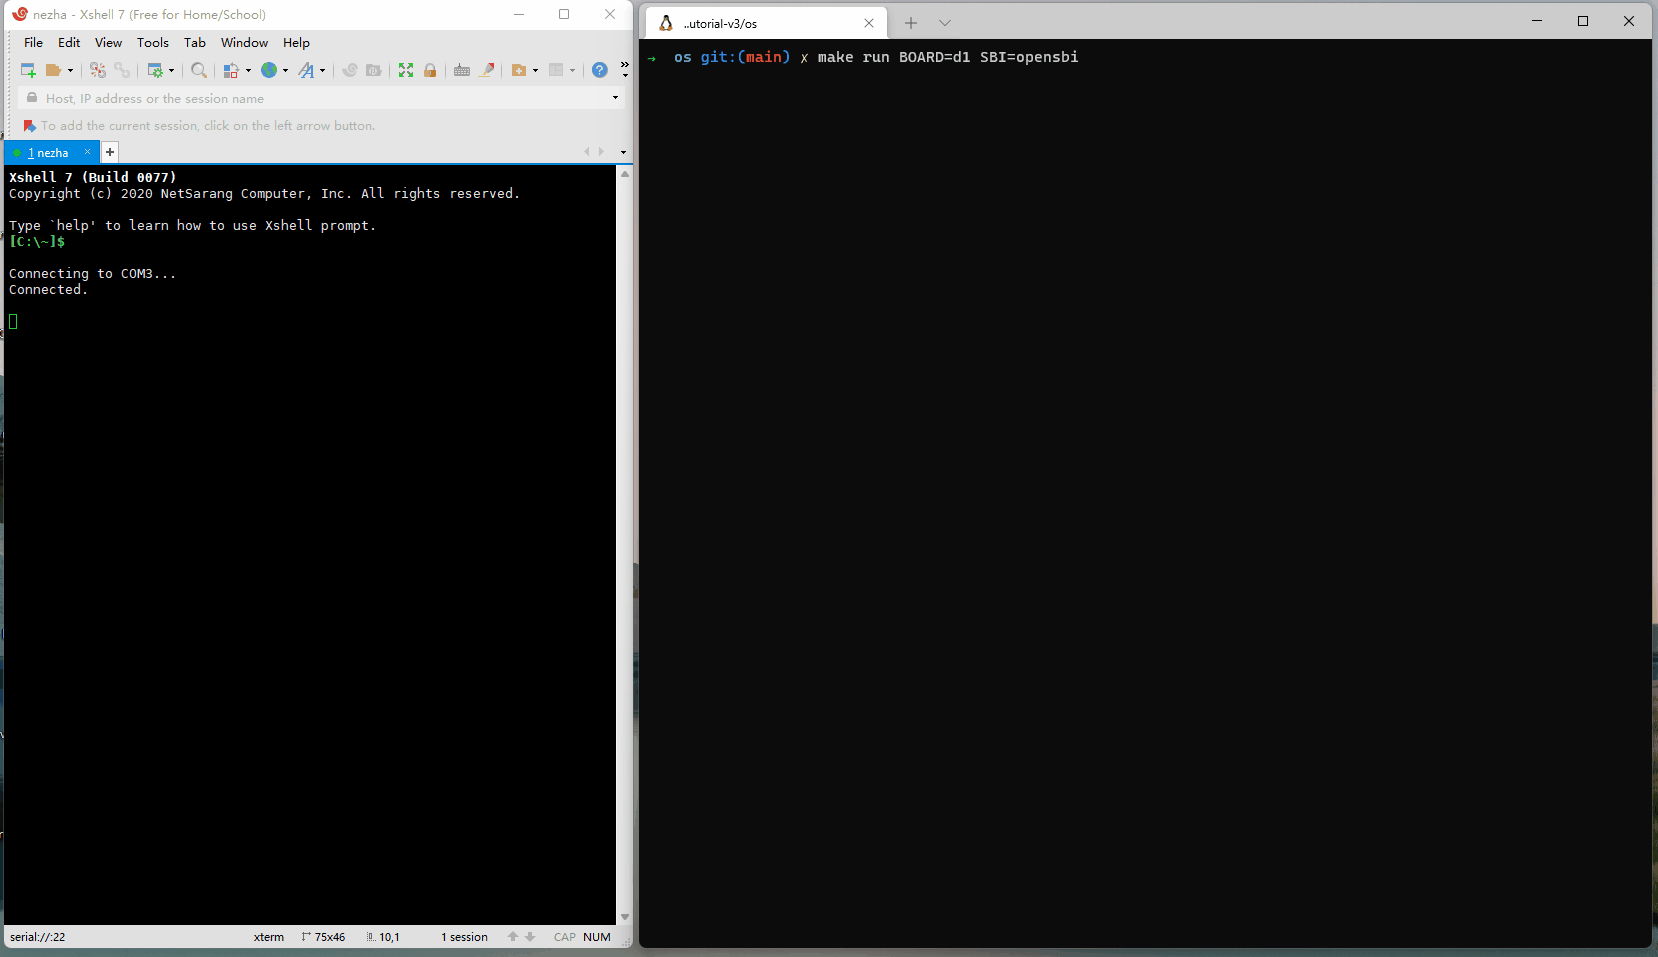 nezha - Xshell 7 (Free for Home/School)
File Edit View Tools Tab Window Help
Host, IP address or the session name
To add the current session, click on the left arrow button.
1 nezha
Xshell 7 (Build 0077)
Copyright (c) 2020 NetSarang Computer, Inc. All rights reserved.
Type `help' to learn how to use Xshell prompt.
[C:\~]$
Connecting to COM3...
Connected.
serial://:22 xterm 75x46 10,1 1 session CAP NUM
..utorial-v3/os
→ os git:(main) ✗ make run BOARD=d1 SBI=opensbi